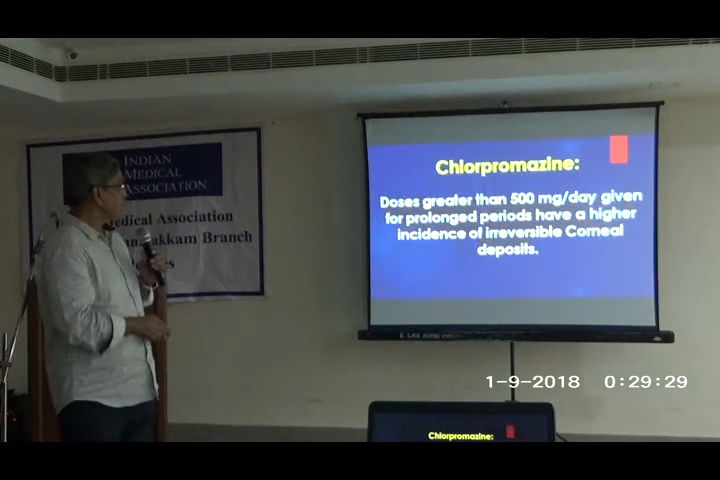 INDIAN
MEDICAL
ASSOCIATION
Medical Association
akkam Branch
Chlorpromazine:
Doses greater than 500 mg/day given
for prolonged periods have a higher
incidence of irreversible Corneal
deposits.
1-9-2018 0:29:29
Chlorpromazine: